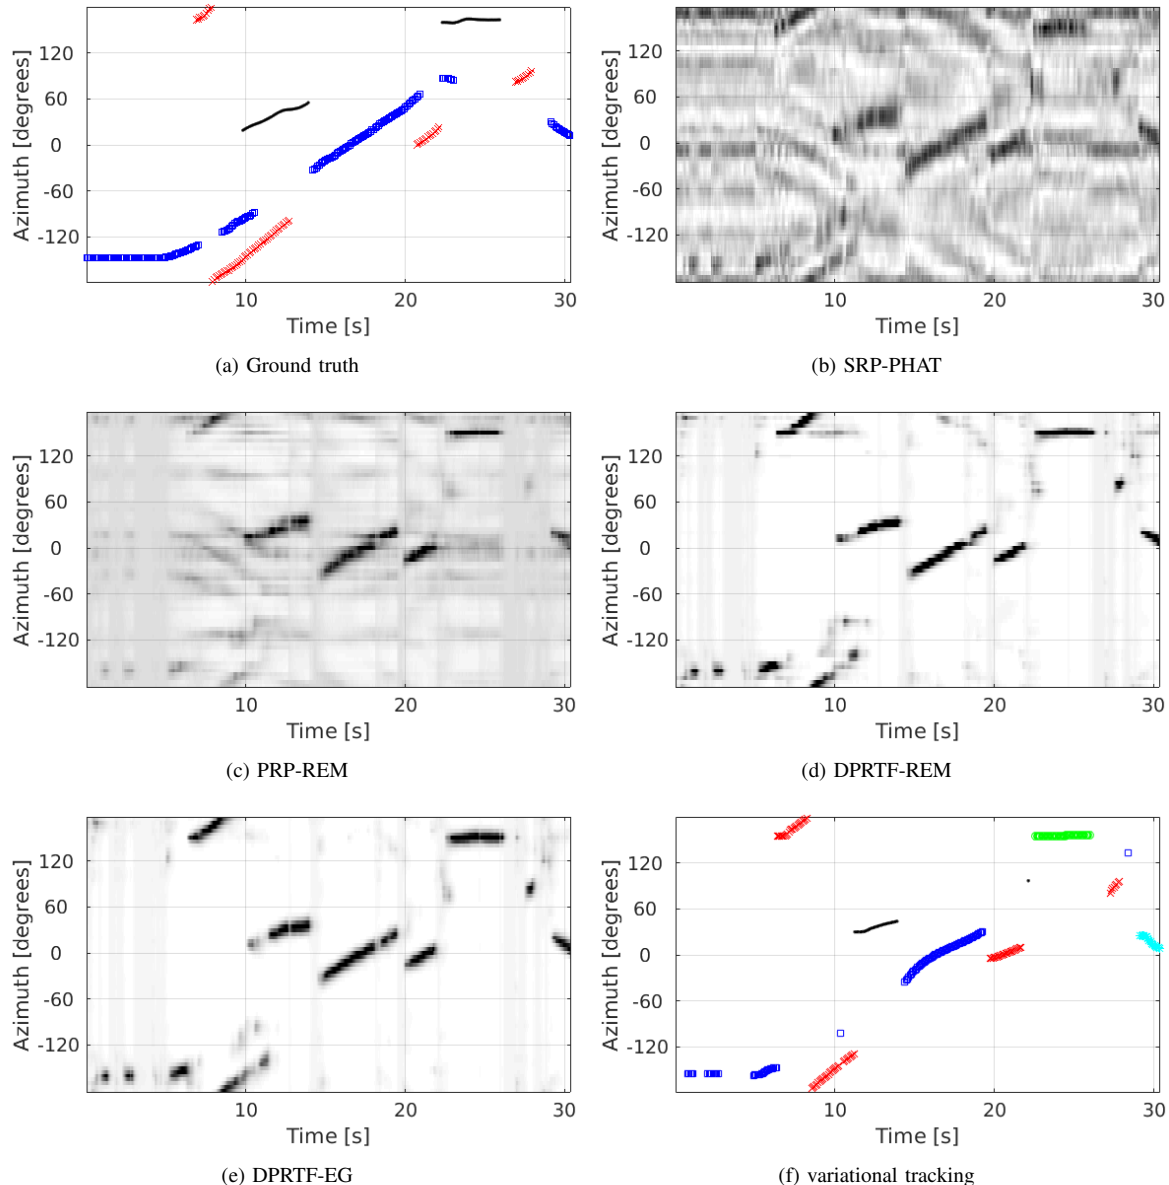 Azimuth [degrees]
120
60
0
-60
-120
10
20
30
Time [s]
(a) Ground truth
Azimuth [degrees]
120
60
0
-60
-120
10
20
30
Time [s]
(b) SRP-PHAT
Azimuth [degrees]
120
60
0
-60
-120
10
20
30
Time [s]
(c) PRP-REM
Azimuth [degrees]
120
60
0
-60
-120
10
20
30
Time [s]
(d) DPRTF-REM
Azimuth [degrees]
120
60
0
-60
-120
10
20
30
Time [s]
(e) DPRTF-EG
Azimuth [degrees]
120
60
0
-60
-120
10
20
30
Time [s]
(f) variational tracking